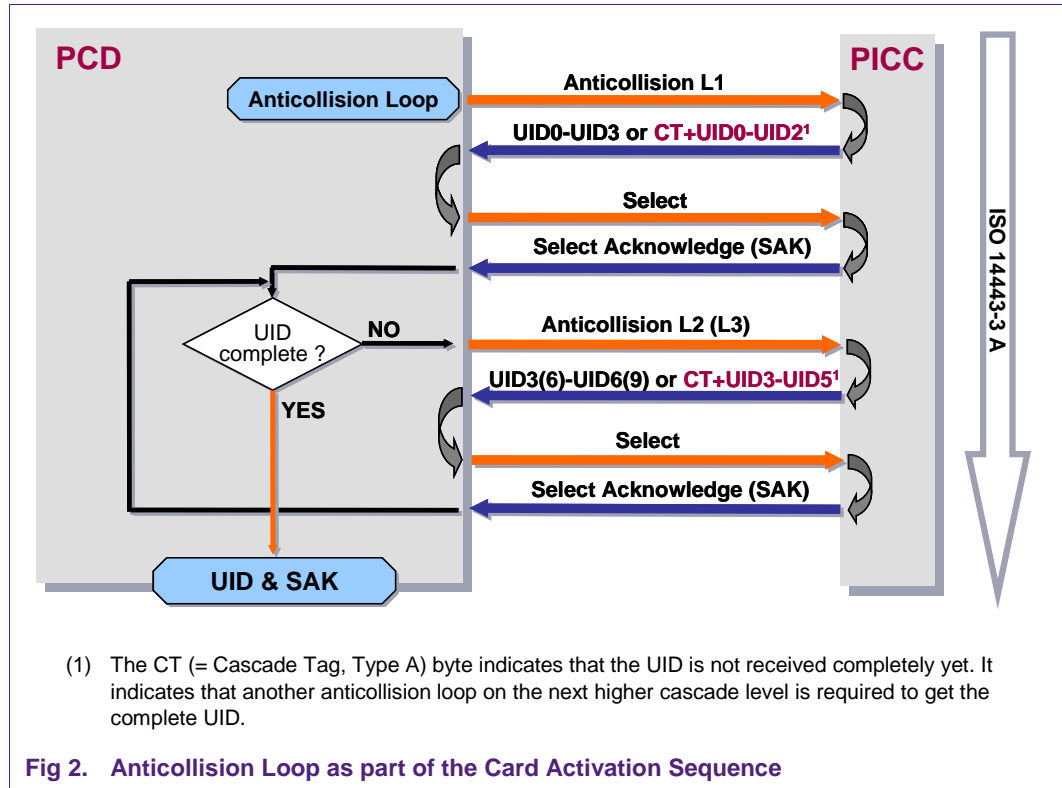 PCD
PICC
Anticollision Loop
Anticollision L1
UID0-UID3 or CT+UID0-UID2¹
Select
Select Acknowledge (SAK)
UID
complete ?
NO
YES
Anticollision L2 (L3)
UID3(6)-UID6(9) or CT+UID3-UID5¹
Select
Select Acknowledge (SAK)
UID & SAK
ISO 14443-3 A
(1) The CT (= Cascade Tag, Type A) byte indicates that the UID is not received completely yet. It
indicates that another anticollision loop on the next higher cascade level is required to get the
complete UID.
Fig 2. Anticollision Loop as part of the Card Activation Sequence